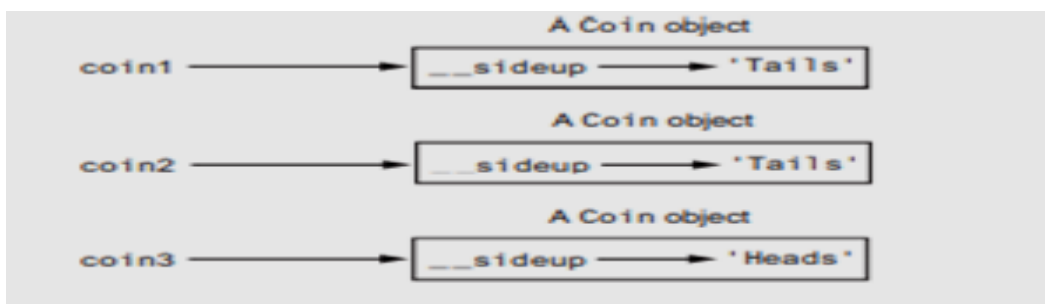 A Coin object
coin1 __sideup 'Tails'
A Coin object
coin2 __sideup 'Tails'
A Coin object
coin3 __sideup 'Heads'